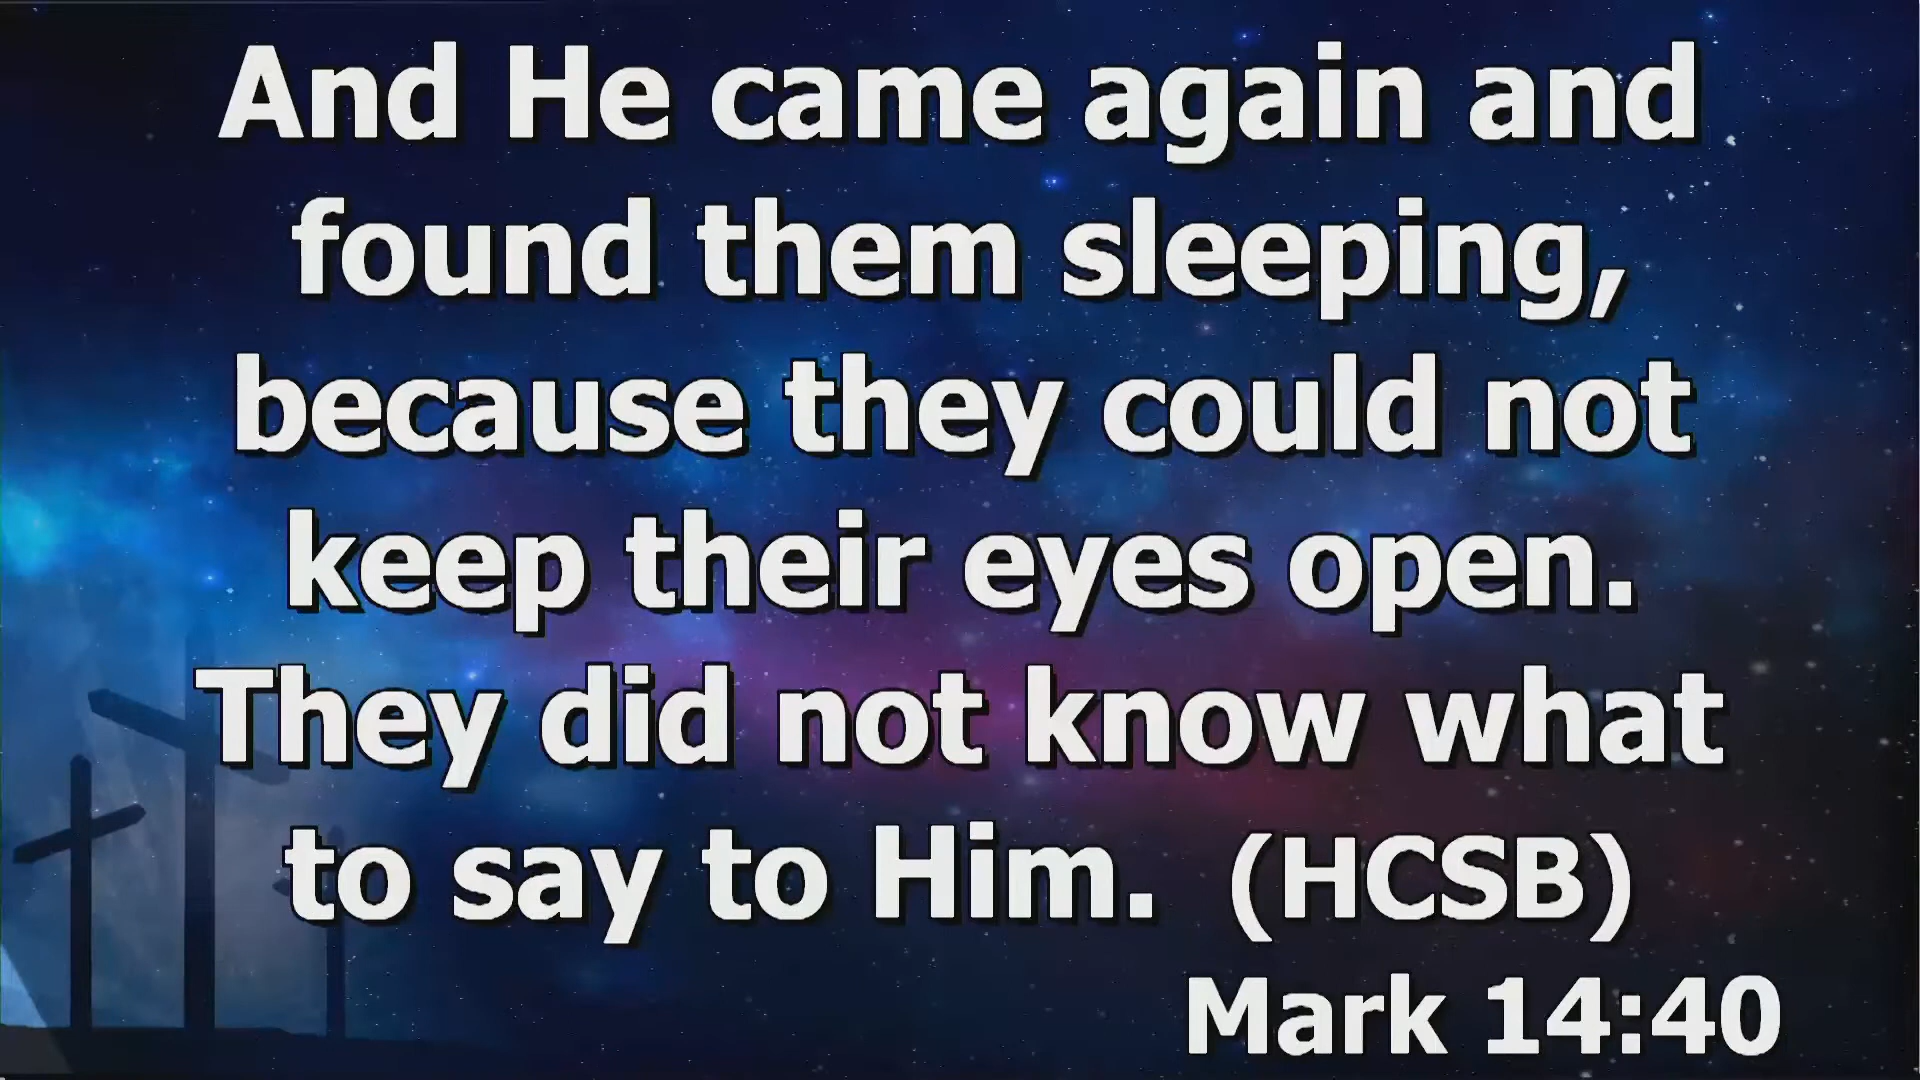 And He came again and
found them sleeping,
because they could not
keep their eyes open.
They did not know what
to say to Him. (HCSB)
Mark 14:40